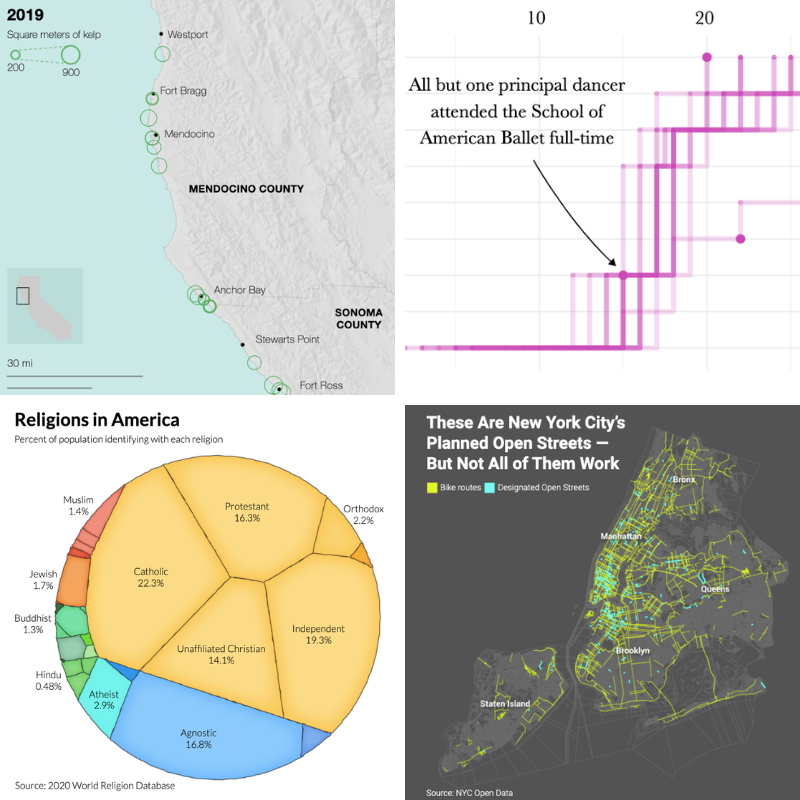 2019
Square meters of kelp
200
900
Westport
Fort Bragg
Mendocino
MENDOCINO COUNTY
Anchor Bay
SONOMA
COUNTY
Stewarts Point
30 mi
Fort Ross
10
20
All but one principal dancer
attended the School of
American Ballet full-time
Religions in America
Percent of population identifying with each religion
Muslim
1.4%
Protestant
16.3%
Orthodox
2.2%
Catholic
22.3%
Jewish
1.7%
Buddhist
1.3%
Independent
19.3%
Unaffiliated Christian
14.1%
Hindu
0.48%
Atheist
2.9%
Agnostic
16.8%
Source: 2020 World Religion Database
These Are New York City's
Planned Open Streets —
But Not All of Them Work
Bike routes
Designated Open Streets
Bronx
Manhattan
Queens
Brooklyn
Staten Island
Source: NYC Open Data